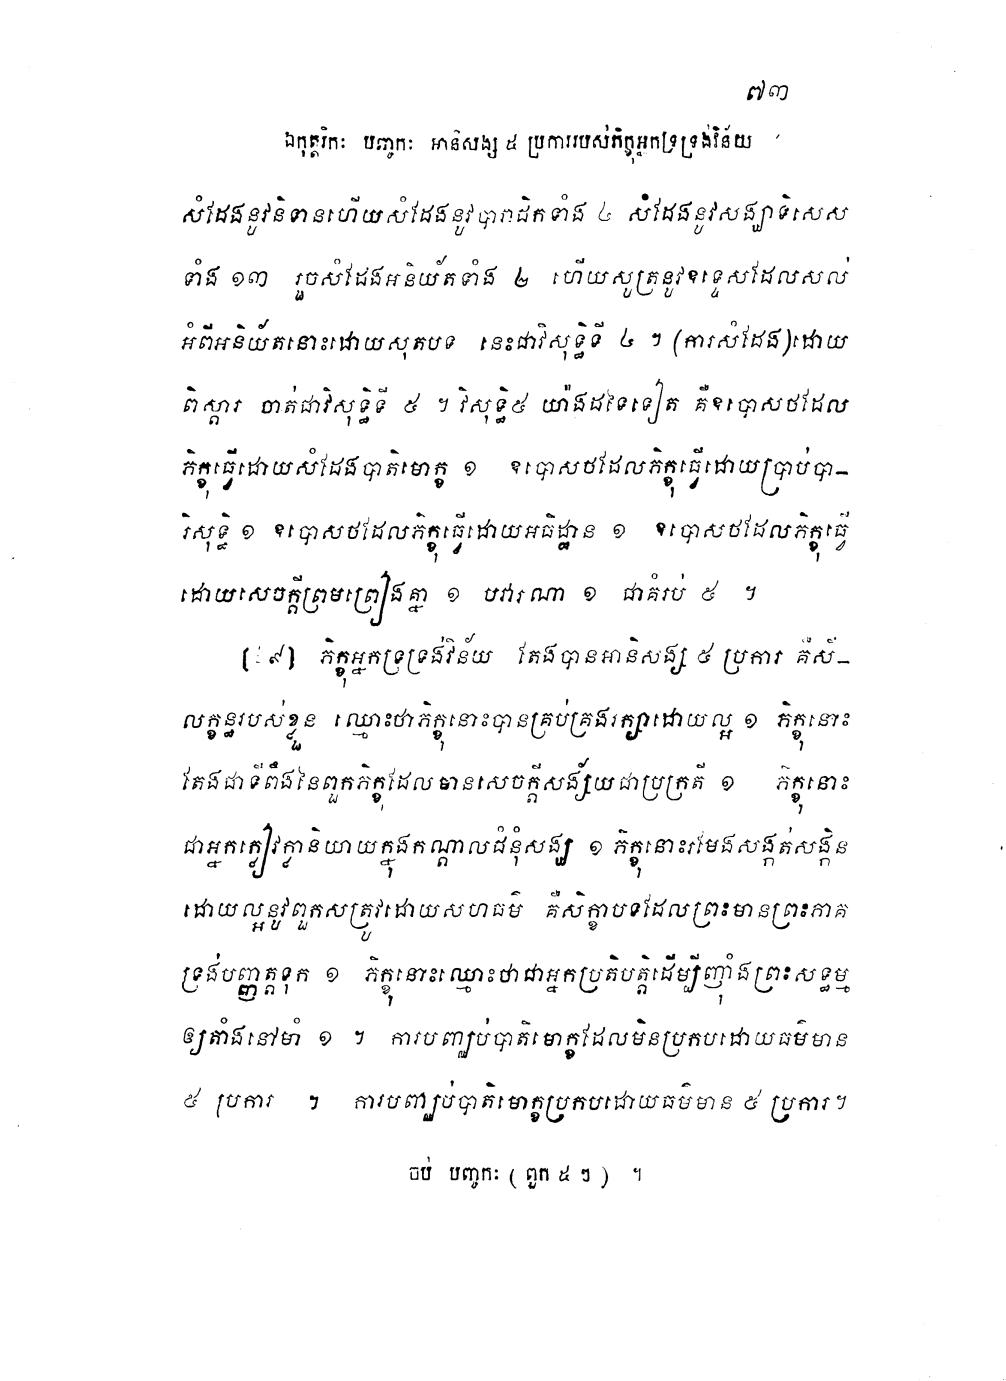 ៧៣
ឯកុត្តរិកៈ បញ្ចកៈ អានិសង្ស ៥ ប្រការរបស់ភិក្ខុអ្នកទ្រទ្រង់វិន័យ
សំដែងនូវនិទានហើយសំដែងនូវបារាជិកទាំង ៤ សំដែងនូវសង្ឃាទិសេស
ទាំង ១៣ រួចសំដែងអនិយ័តទាំង ២ ហើយសូត្រនូវឧទ្ទេសដែលសល់
អំពីអនិយ័តនោះដោយសុតបទ នេះជាវិសុទ្ធិទី ៤ ។ (ការសំដែង)ដោយ
ពិស្តារ ចាត់ជាវិសុទ្ធិទី ៥ ។ វិសុទ្ធិ៥ យ៉ាងដទៃទៀត គឺឧបោសថដែល
ភិក្ខុធ្វើដោយសំដែងបាតិមោក្ខ ១ ឧបោសថដែលភិក្ខុធ្វើដោយប្រាប់បា-
រិសុទ្ធិ ១ ឧបោសថដែលភិក្ខុធ្វើដោយអធិដ្ឋាន ១ ឧបោសថដែលភិក្ខុធ្វើ
ដោយសេចក្តីព្រមព្រៀងគ្នា ១ បវារណា ១ ជាគំរប់ ៥ ។
ភិក្ខុអ្នកទ្រទ្រង់វិន័យ តែងបានអានិសង្ស ៥ ប្រការ គឺសី-
លក្ខន្ធរបស់ខ្លួន ឈ្មោះថាភិក្ខុនោះបានគ្រប់គ្រងរក្សាដោយល្អ ១ ភិក្ខុនោះ
តែងជាទីពឹងនៃពួកភិក្ខុដែលមានសេចក្តីសង្ស័យជាប្រក្រតី ១ ភិក្ខុនោះ
ជាអ្នកក្លៀវក្លានិយាយក្នុងកណ្តាលជំនុំសង្ឃ ១ ភិក្ខុនោះរមែងសង្កត់សង្កិន
ដោយល្អនូវពួកសត្រូវដោយសហធម៌ គឺសិក្ខាបទដែលព្រះមានព្រះភាគ
ទ្រង់បញ្ញត្តទុក ១ ភិក្ខុនោះឈ្មោះថាជាអ្នកប្រតិបត្តិដើម្បីញ៉ាំងព្រះសទ្ធម្ម
ឲ្យតាំងនៅមាំ ១ ។ ការបញ្ឈប់បាតិមោក្ខដែលមិនប្រកបដោយធម៌មាន
៥ ប្រការ ។ ការបញ្ឈប់បាតិមោក្ខប្រកបដោយធម៌មាន ៥ ប្រការ។
ចប់ បញ្ចកៈ ( ពួក ៥ ៗ ) ។